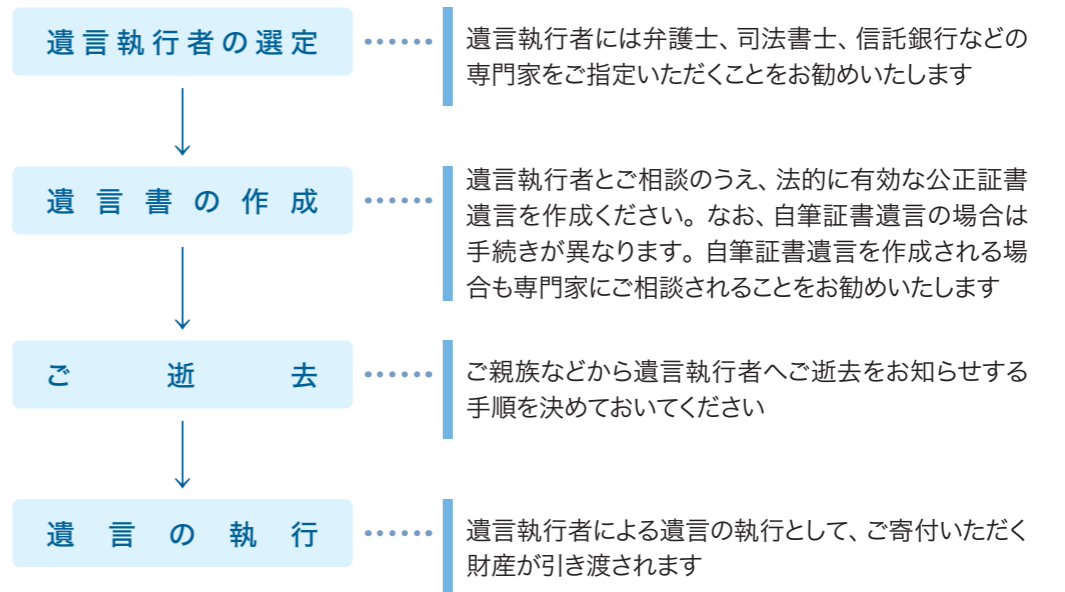 遺言執行者の選定
遺言執行者には弁護士、司法書士、信託銀行などの
専門家をご指定いただくことをお勧めいたします
遺言書の作成
遺言執行者とご相談のうえ、法的に有効な公正証書
遺言を作成ください。なお、自筆証書遺言の場合は
手続きが異なります。自筆証書遺言を作成される場
合も専門家にご相談されることをお勧めいたします
ご逝去
ご親族などから遺言執行者へご逝去をお知らせする
手順を決めておいてください
遺言の執行
遺言執行者による遺言の執行として、ご寄付いただく
財産が引き渡されます